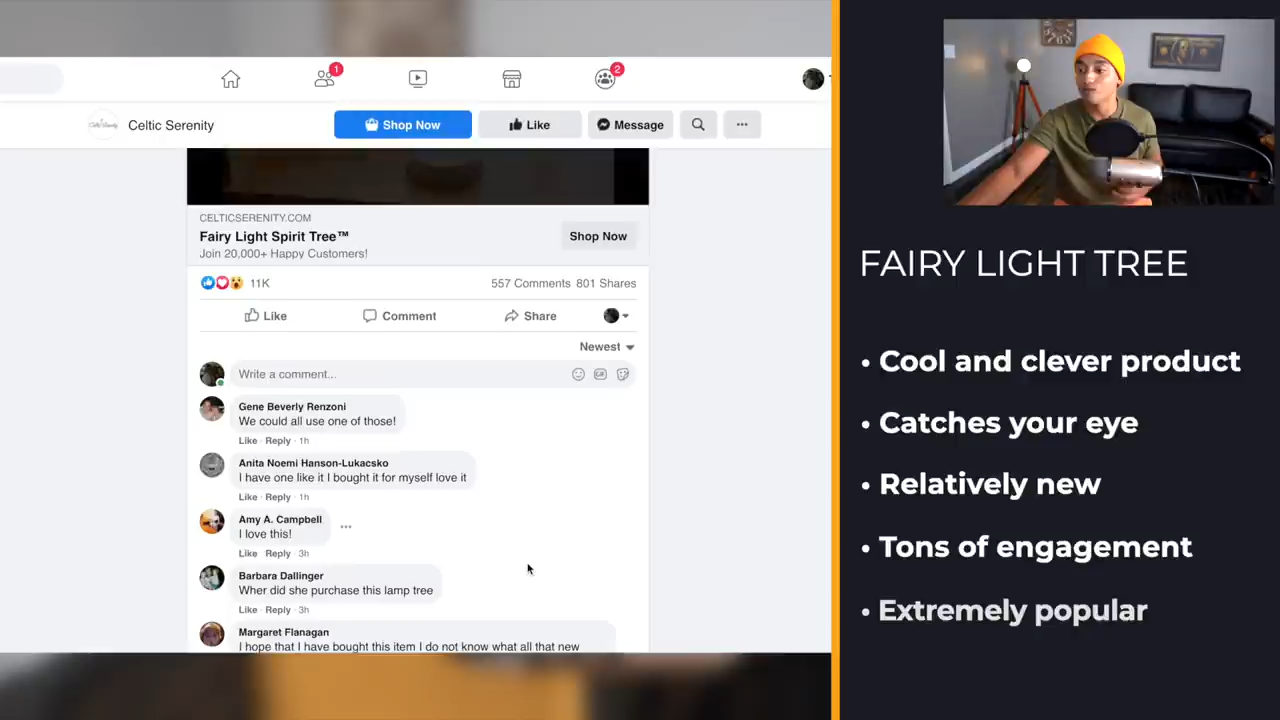 1
2
Celtic Serenity
Shop Now
Like
Message
CELTICSERENITY.COM
Fairy Light Spirit Tree™
Join 20,000+ Happy Customers!
Shop Now
11K
557 Comments 801 Shares
Like
Comment
Share
Newest
Write a comment...
GIF
Gene Beverly Renzoni
We could all use one of those!
Like · Reply · 1h
Anita Noemi Hanson-Lukacsko
I have one like it I bought it for myself love it
Like · Reply · 1h
Amy A. Campbell
I love this!
Like · Reply · 3h
Barbara Dallinger
Wher did she purchase this lamp tree
Like · Reply · 3h
Margaret Flanagan
I hope that I have bought this item I do not know what all that new
FAIRY LIGHT TREE
• Cool and clever product
• Catches your eye
• Relatively new
• Tons of engagement
• Extremely popular